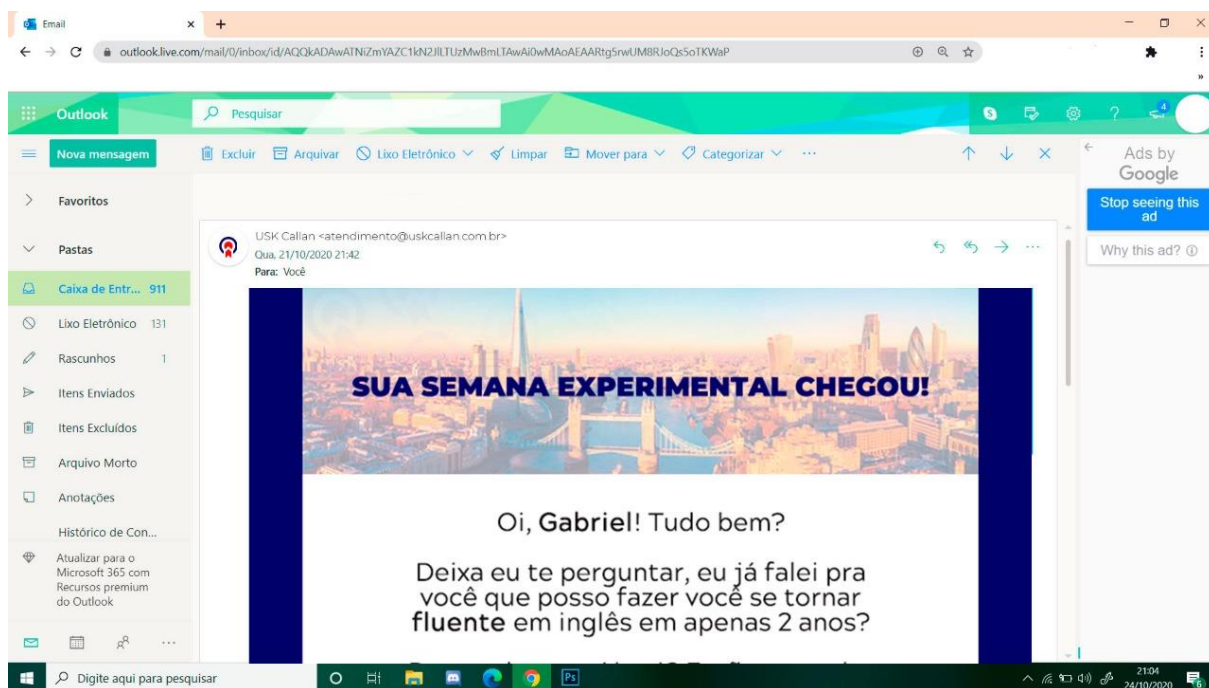 Email
outlook.live.com/mail/0/inbox/id/AQQkADAwATNiZmYAZC1kN2JlLTUzMwBmLTAwAi0wMAoAEAARtg5rwUM8RJoQs5oTKWaP
Outlook
Pesquisar
4
Nova mensagem
Excluir Arquivar Lixo Eletrônico Limpar Mover para Categorizar ...
Ads by
Google
Stop seeing this
ad
Why this ad?
Favoritos
Pastas
Caixa de Entr... 911
Lixo Eletrônico 131
Rascunhos 1
Itens Enviados
Itens Excluídos
Arquivo Morto
Anotações
Histórico de Con...
Atualizar para o
Microsoft 365 com
Recursos premium
do Outlook
USK Callan <atendimento@uskcallan.com.br>
Qua, 21/10/2020 21:42
Para: Você
SUA SEMANA EXPERIMENTAL CHEGOU!
Oi, Gabriel! Tudo bem?
Deixa eu te perguntar, eu já falei pra
você que posso fazer você se tornar
fluente em inglês em apenas 2 anos?
Digite aqui para pesquisar
Ps
21:04
24/10/2020
6